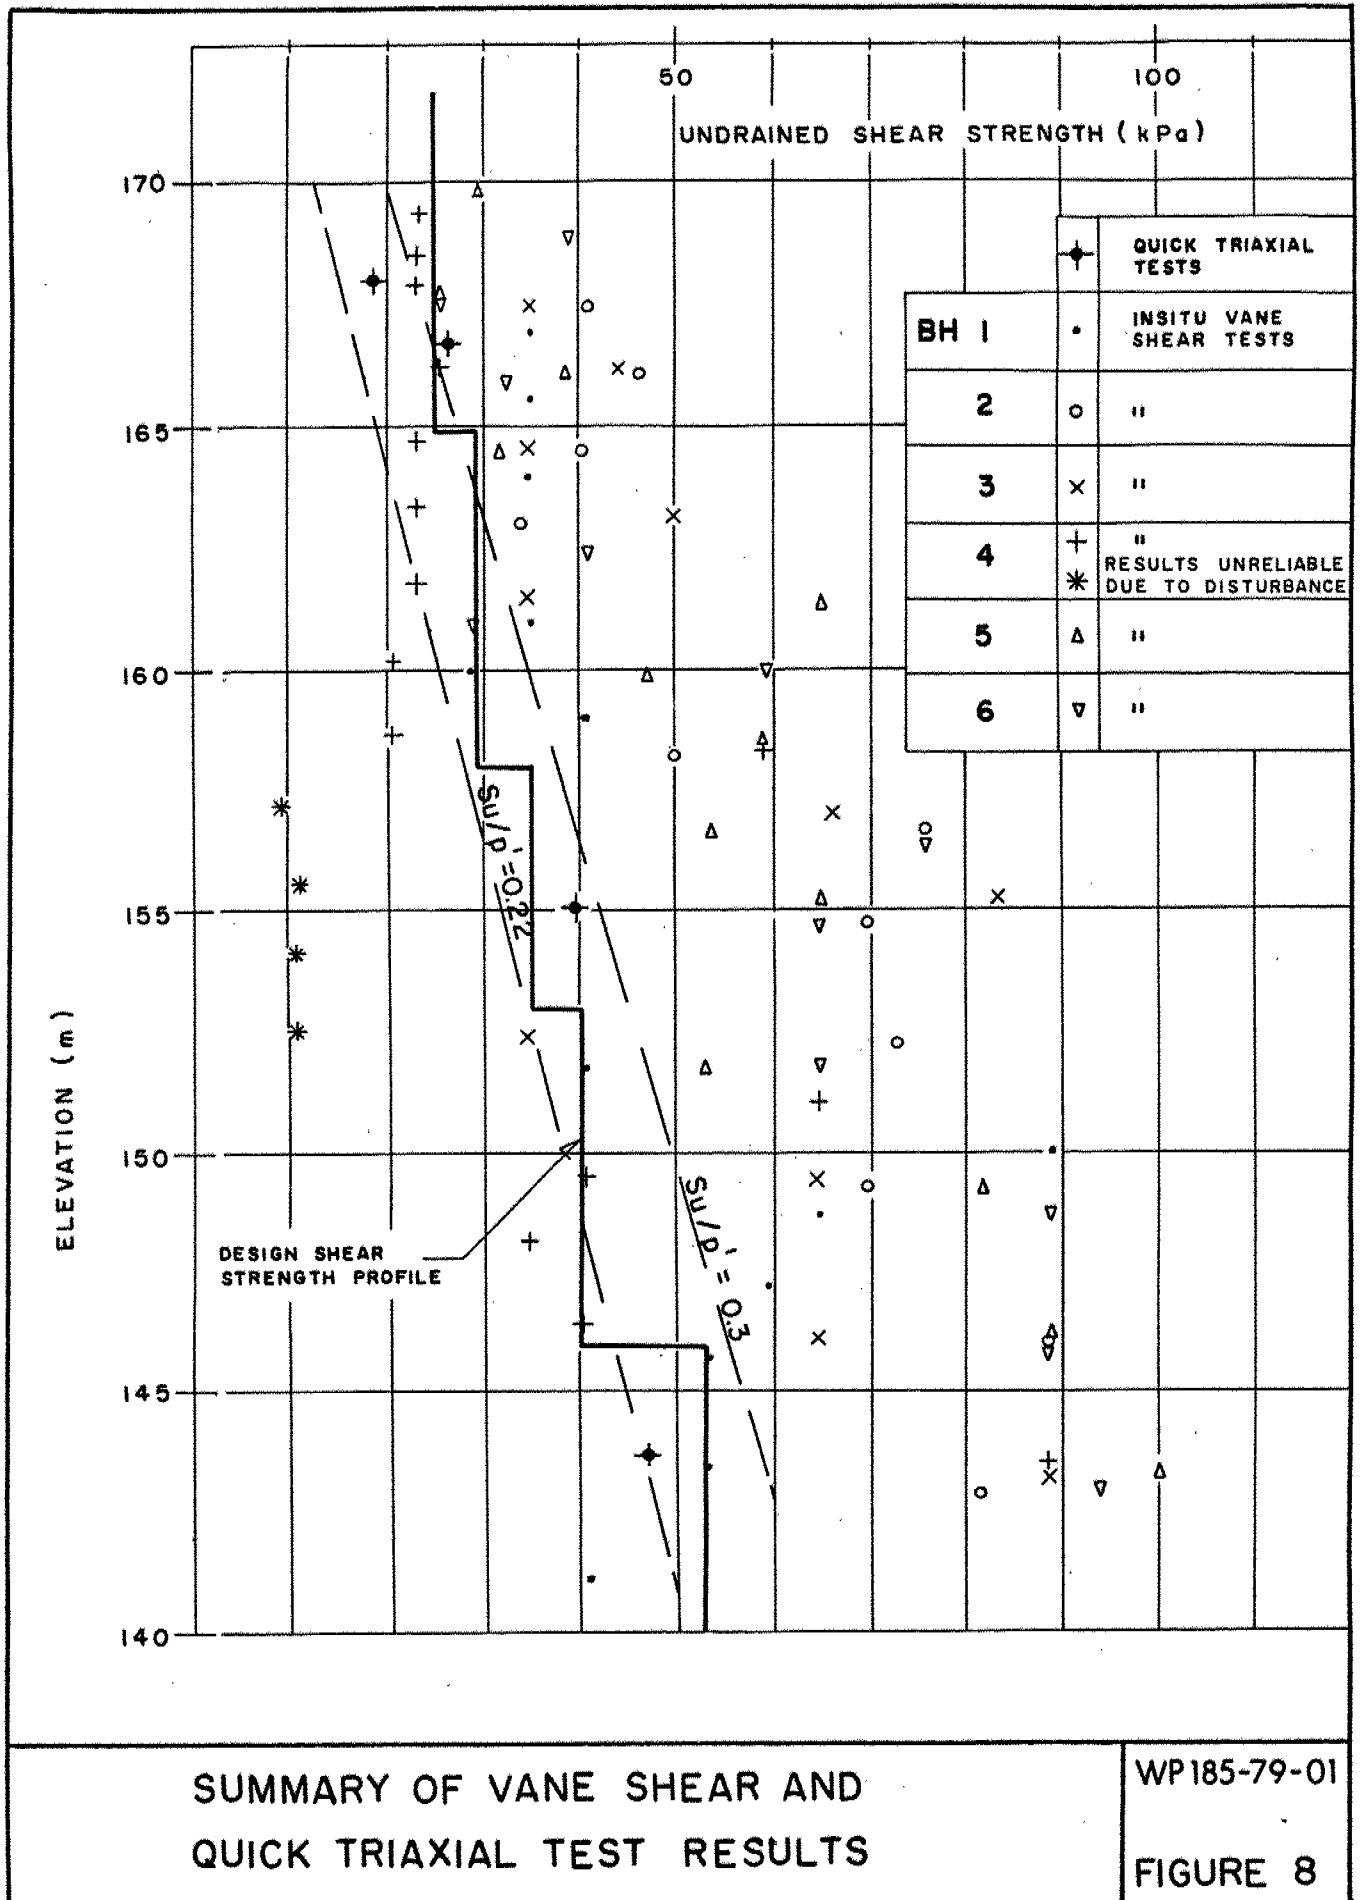 50
100
UNDRAINED SHEAR STRENGTH (kPa)
170
QUICK TRIAXIAL
TESTS
BH 1
INSITU VANE
SHEAR TESTS
2 "
165
3 "
4 "
RESULTS UNRELIABLE
DUE TO DISTURBANCE
5 "
160
6 "
Su/p'=0.22
155
ELEVATION (m)
150
Su/p'=0.3
DESIGN SHEAR
STRENGTH PROFILE
145
140
SUMMARY OF VANE SHEAR AND
QUICK TRIAXIAL TEST RESULTS
WP185-79-01
FIGURE 8